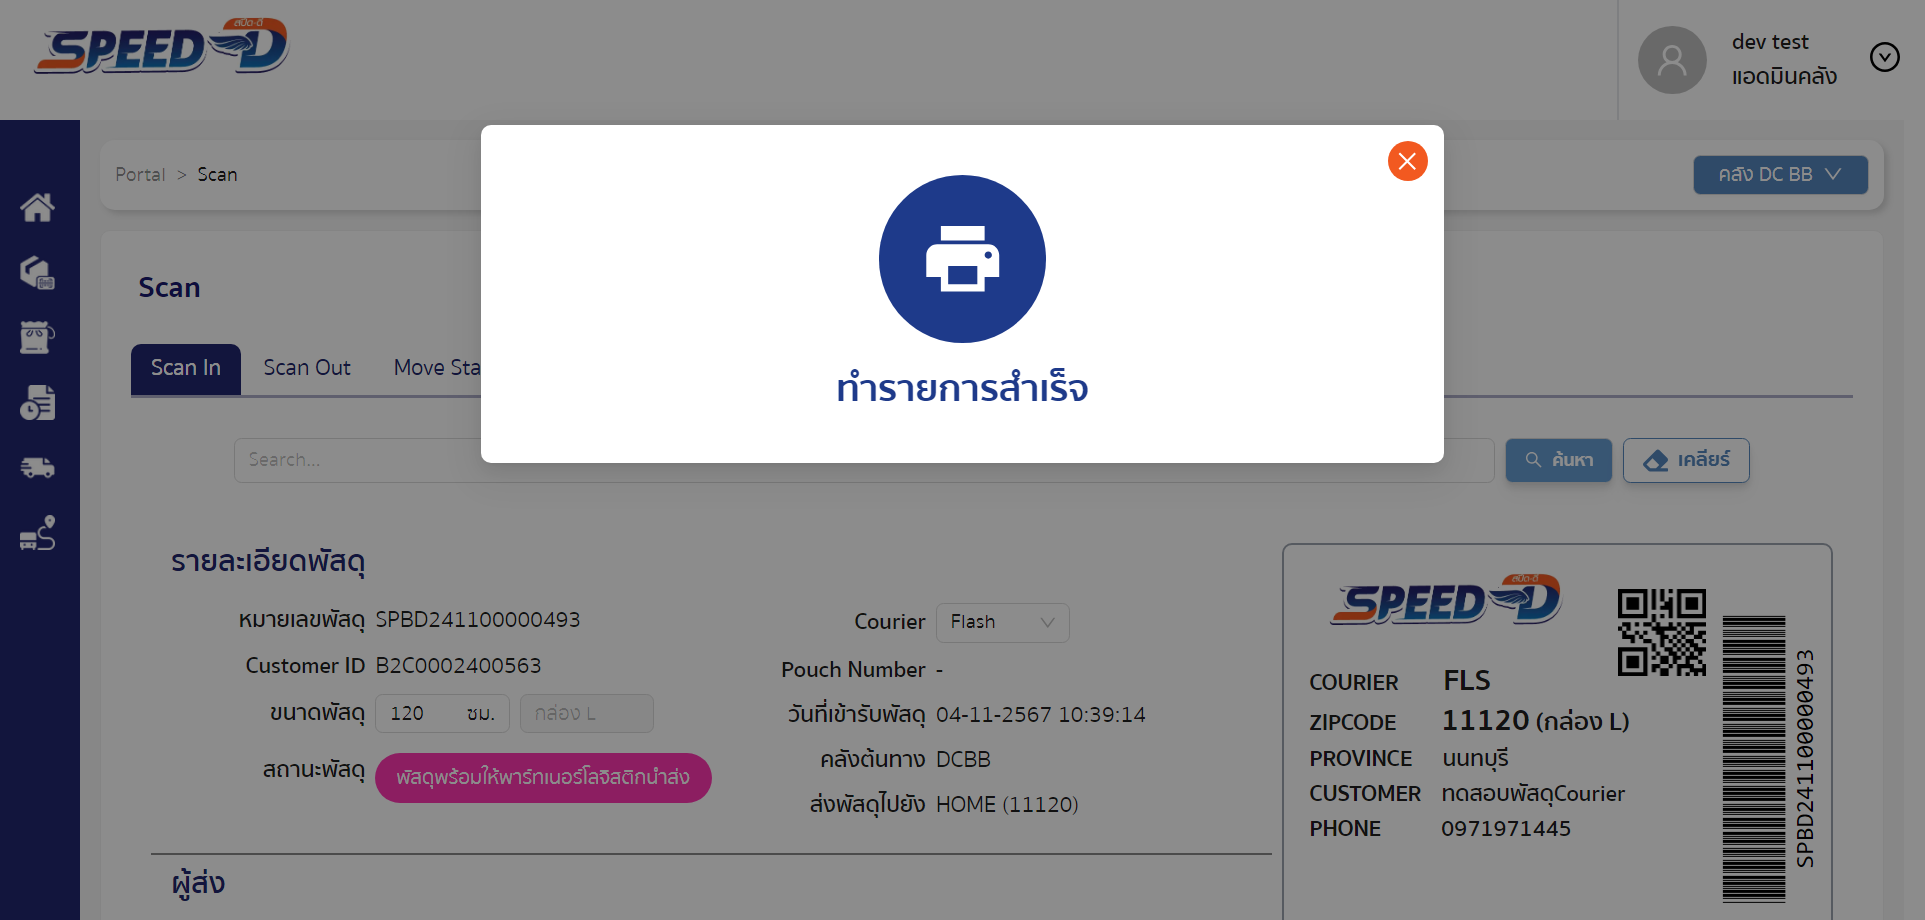 สปีด-ดี
SPEED-D
dev test
แอดมินคลัง
Portal > Scan
คลัง DC BB
Scan
Scan In
Scan Out
Move Sta
ทำรายการสำเร็จ
Search...
ค้นหา
เคลียร์
รายละเอียดพัสดุ
หมายเลขพัสดุ SPBD241100000493
Customer ID B2C0002400563
ขนาดพัสดุ 120 ซม. กล่อง L
สถานะพัสดุ พัสดุพร้อมให้พาร์ทเนอร์โลจิสติกนำส่ง
Courier Flash
Pouch Number -
วันที่เข้ารับพัสดุ 04-11-2567 10:39:14
คลังต้นทาง DCBB
ส่งพัสดุไปยัง HOME (11120)
ผู้ส่ง
สปีด-ดี
SPEED-D
COURIER FLS
ZIPCODE 11120 (กล่อง L)
PROVINCE นนทบุรี
CUSTOMER ทดสอบพัสดุCourier
PHONE 0971971445
SPBD241100000493